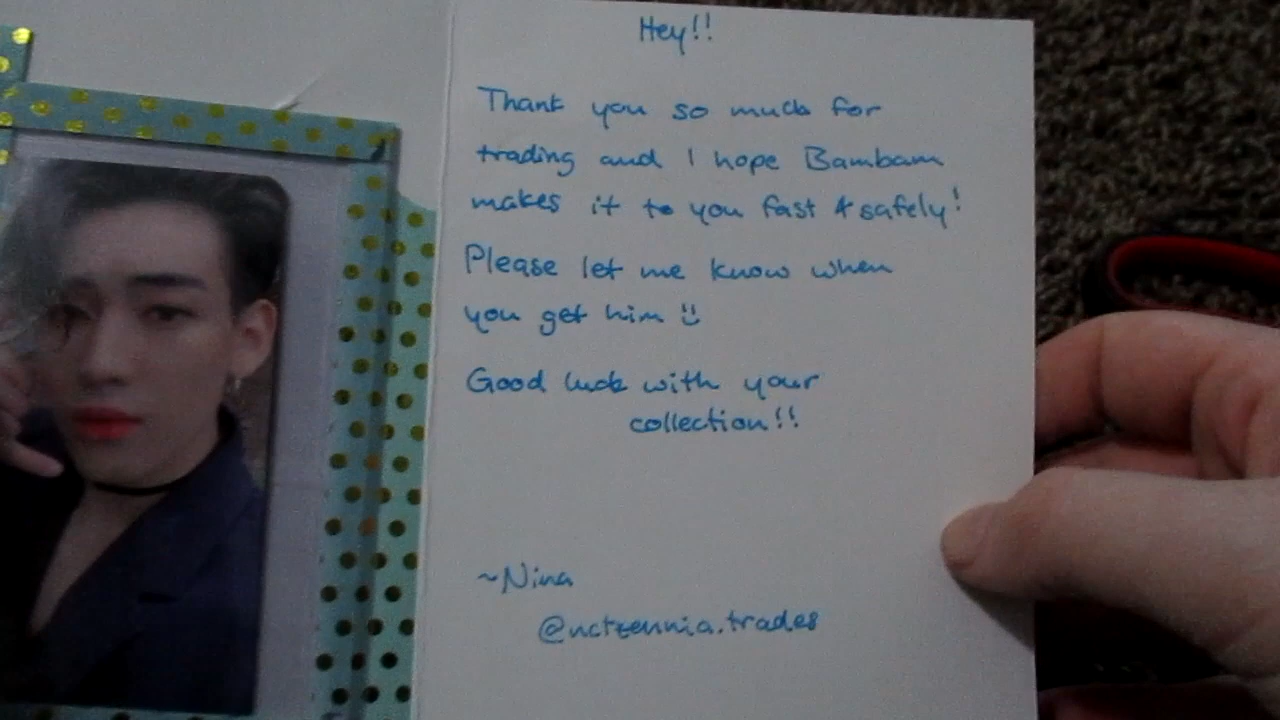 Hey!!
Thank you so much for
trading and I hope Bambam
makes it to you fast & safely!
Please let me know when
you get him
Good luck with your
collection!!
~Nina
@nctzennia.trades